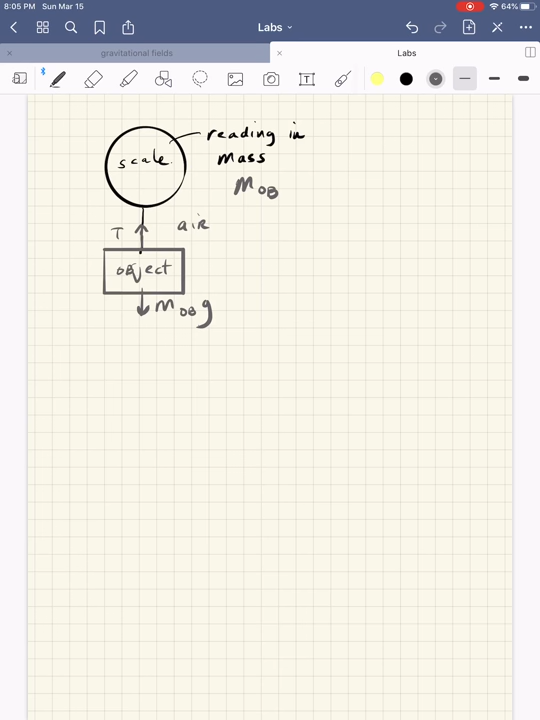 8:05 PM Sun Mar 15
64%
Labs
gravitational fields
Labs
T
scale
reading in
mass
MOB
T
air
object
MOBg